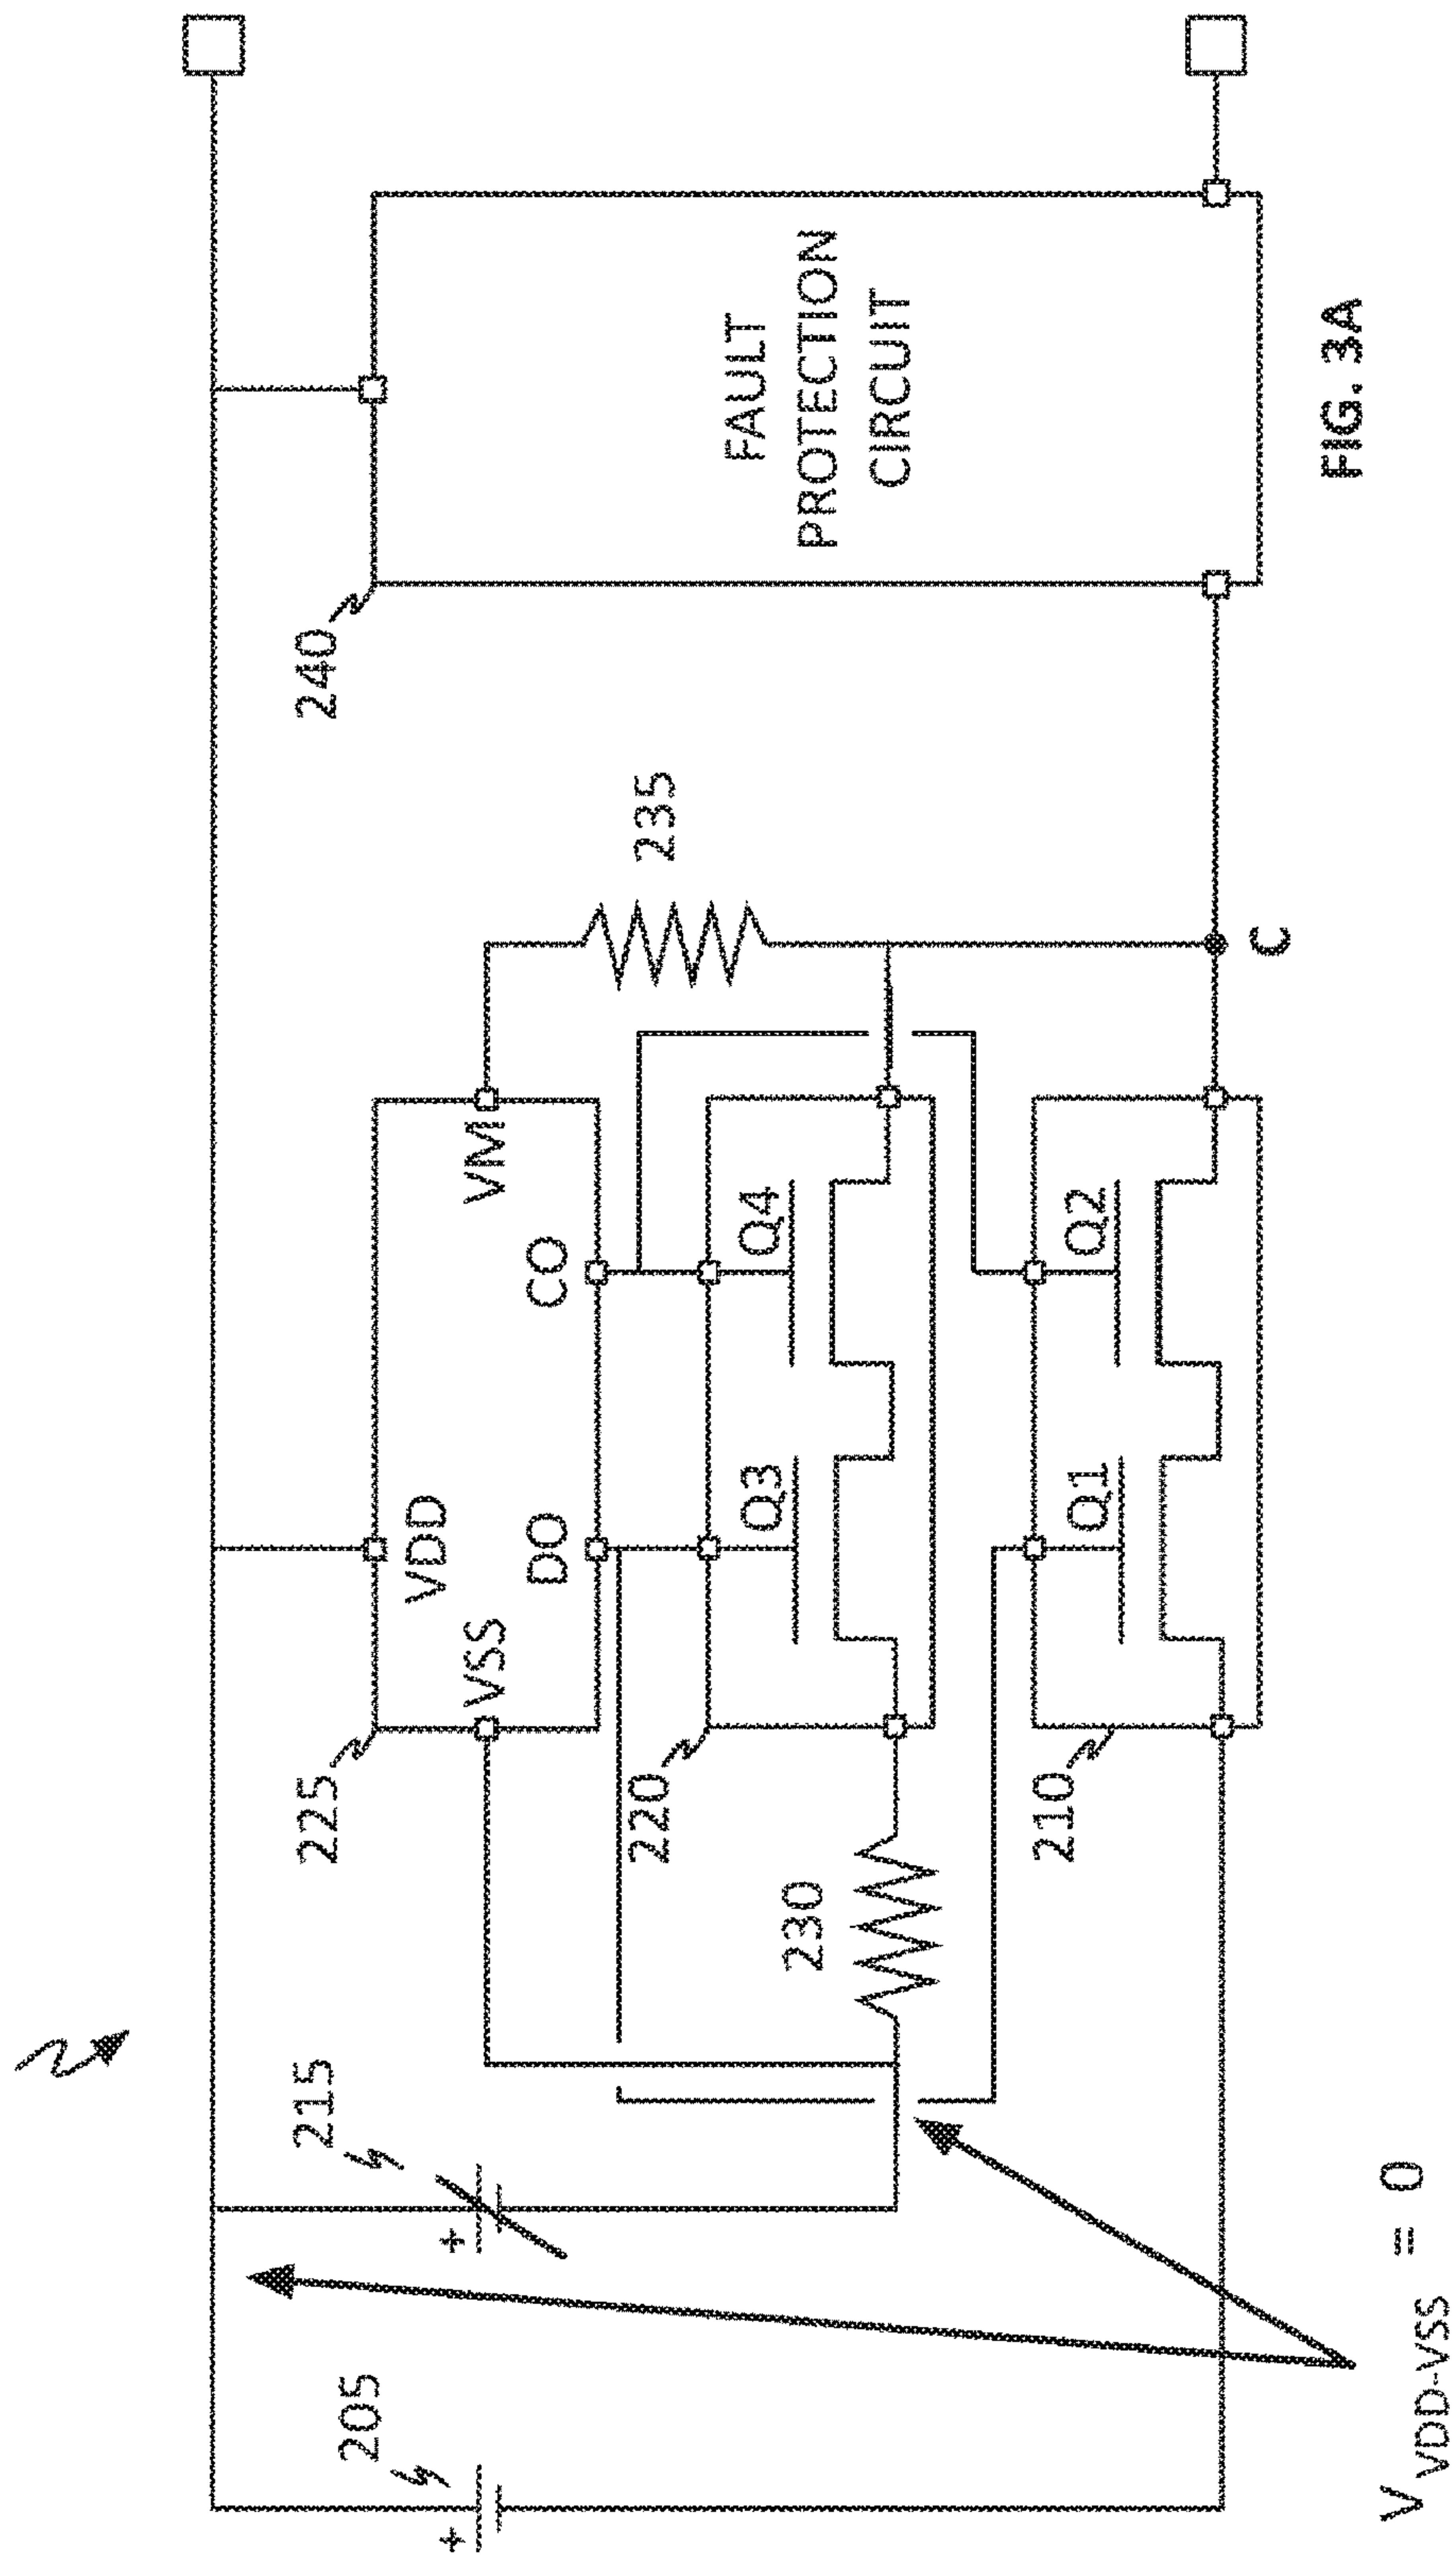 215
205
240
FAULT
PROTECTION
CIRCUIT
225
VDD
VSS
VM
DO
CO
235
220
Q3
Q4
230
210
Q1
Q2
C
+
+
V VDD-VSS = 0
FIG. 3A